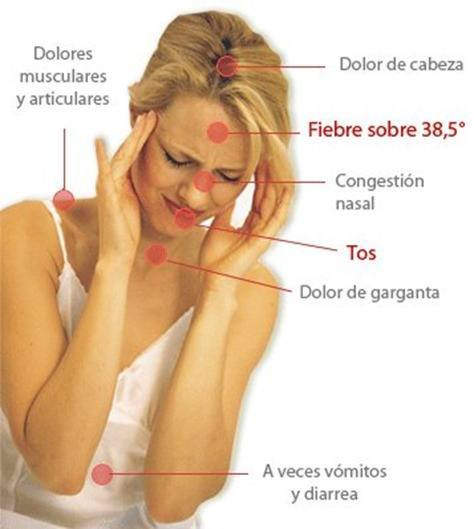 Dolores
musculares
y articulares
Dolor de cabeza
Fiebre sobre 38,5°
Congestión
nasal
Tos
Dolor de garganta
A veces vómitos
y diarrea